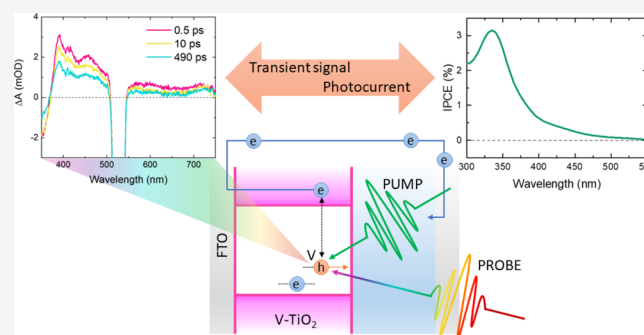 0.5 ps
10 ps
490 ps
ΔA (mOD)
4
2
0
-2
400
500
600
700
Wavelength (nm)
Transient signal
Photocurrent
IPCE (%)
3
2
1
0
300
350
400
450
500
550
Wavelength (nm)
e
e
e
e
PUMP
FTO
V
h
e
PROBE
V-TiO₂